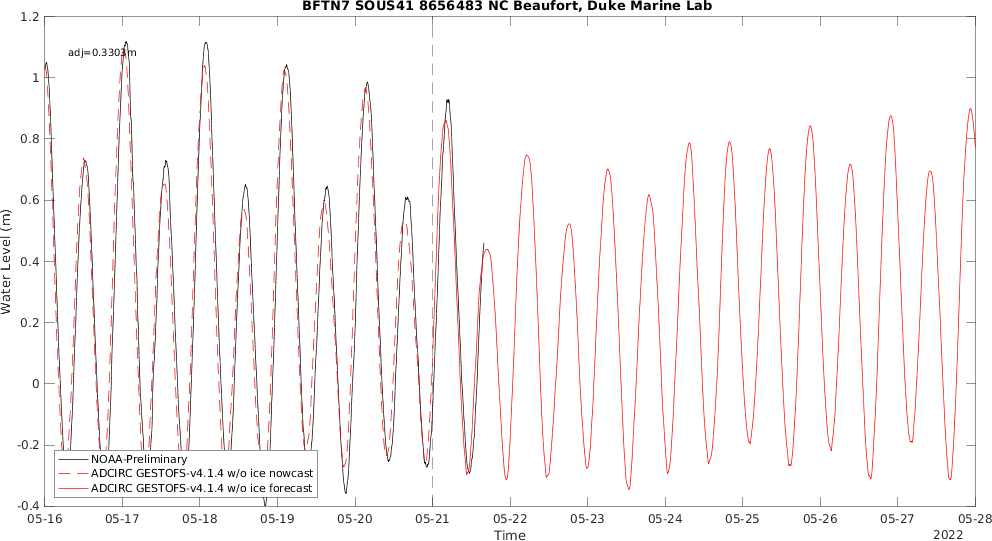 BFTN7 SOUS41 8656483 NC Beaufort, Duke Marine Lab
adj=0.3303m
Water Level (m)
1.2
1
0.8
0.6
0.4
0.2
0
-0.2
-0.4
NOAA-Preliminary
ADCIRC GESTOFS-v4.1.4 w/o ice nowcast
ADCIRC GESTOFS-v4.1.4 w/o ice forecast
05-16 05-17 05-18 05-19 05-20 05-21 05-22 05-23 05-24 05-25 05-26 05-27 05-28
Time
2022